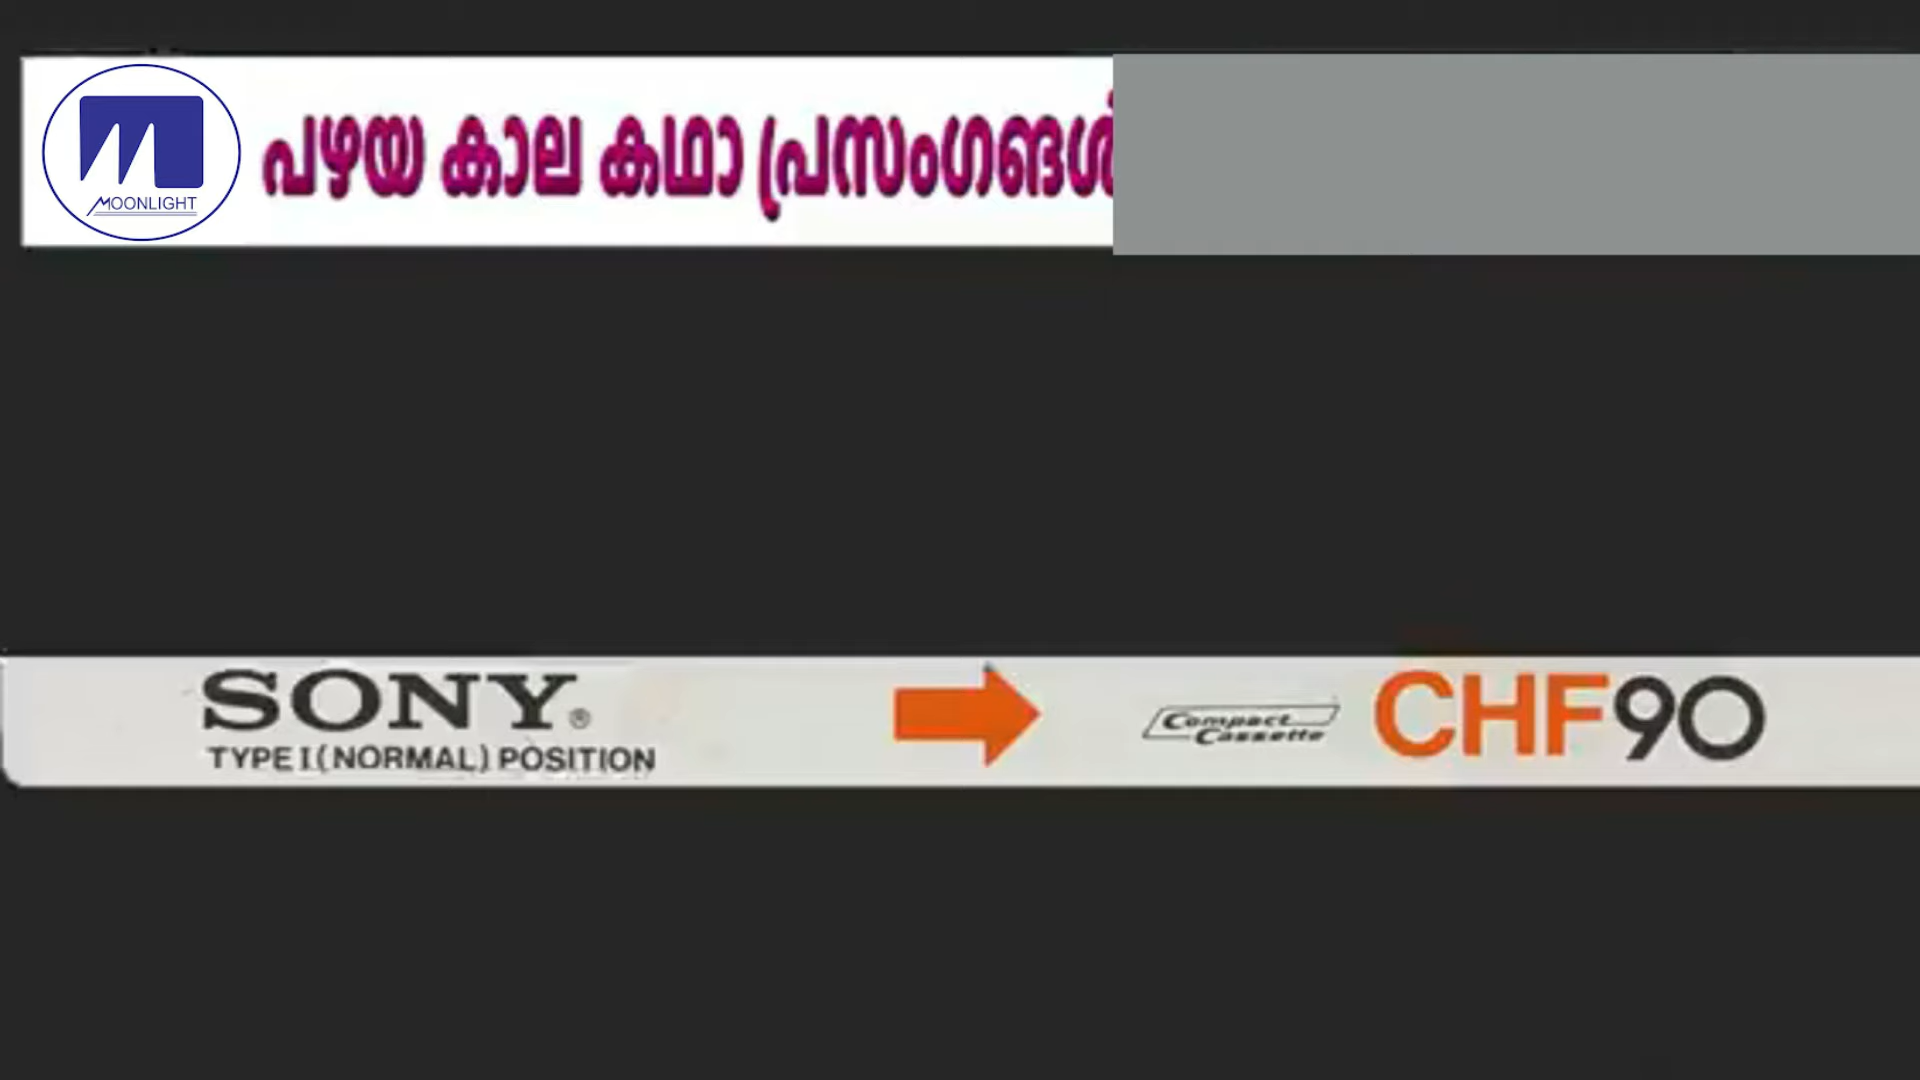 MOONLIGHT
പഴയ കാല കഥാ പ്രസംഗങ്ങൾ
SONY®
TYPE I (NORMAL) POSITION
Compact
Cassette
CHF90